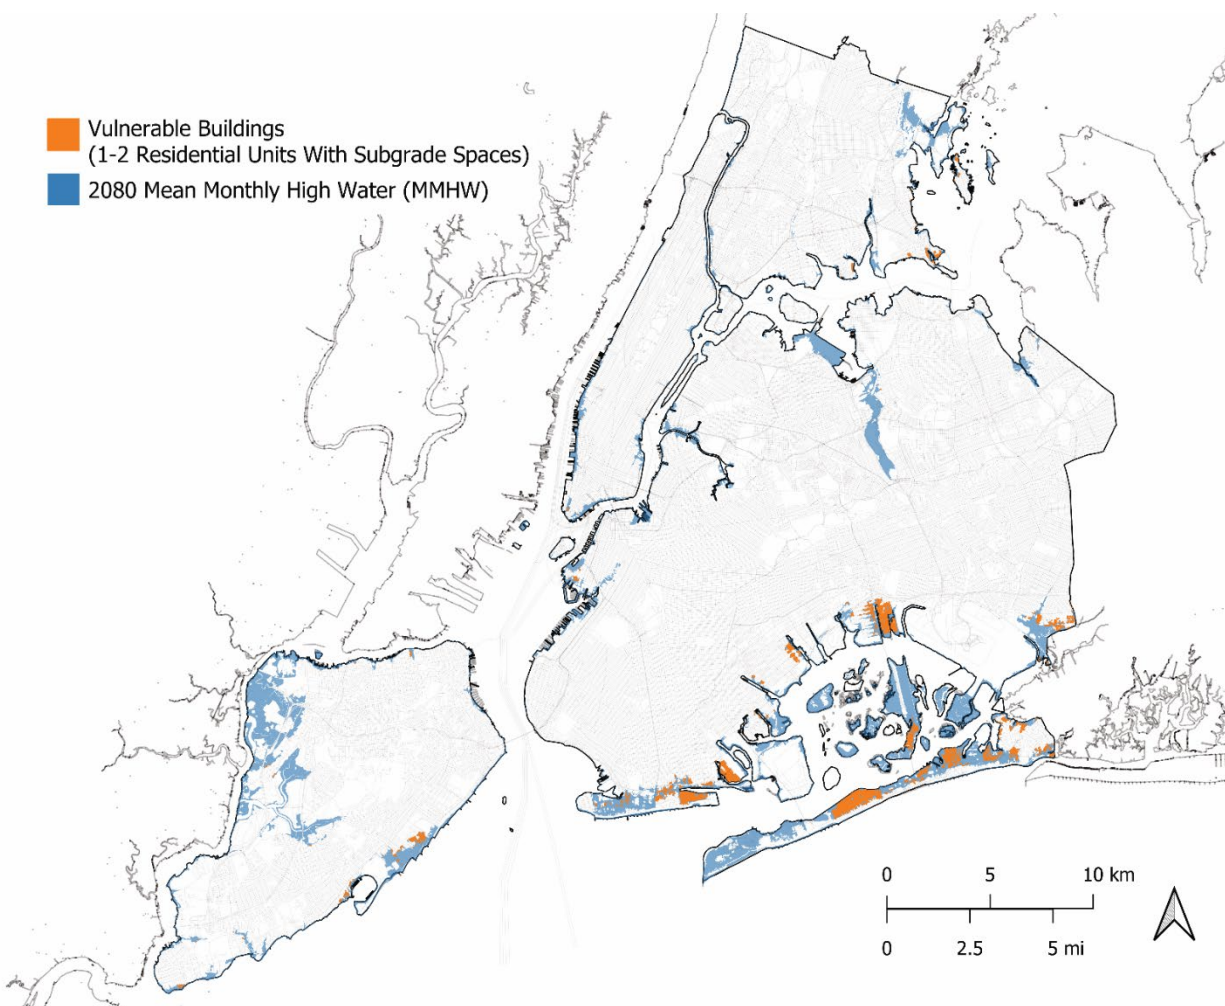 Vulnerable Buildings
(1-2 Residential Units With Subgrade Spaces)
2080 Mean Monthly High Water (MMHW)
0 5 10 km
0 2.5 5 mi